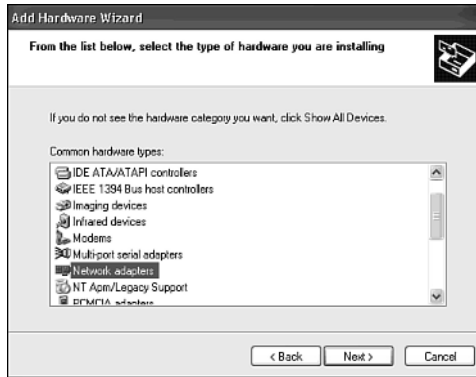 Add Hardware Wizard
From the list below, select the type of hardware you are installing
If you do not see the hardware category you want, click Show All Devices.
Common hardware types:
IDE ATA/ATAPI controllers
IEEE 1394 Bus host controllers
Imaging devices
Infrared devices
Modems
Multi-port serial adapters
Network adapters
NT Apm/Legacy Support
PCMCIA adapters
< Back Next > Cancel